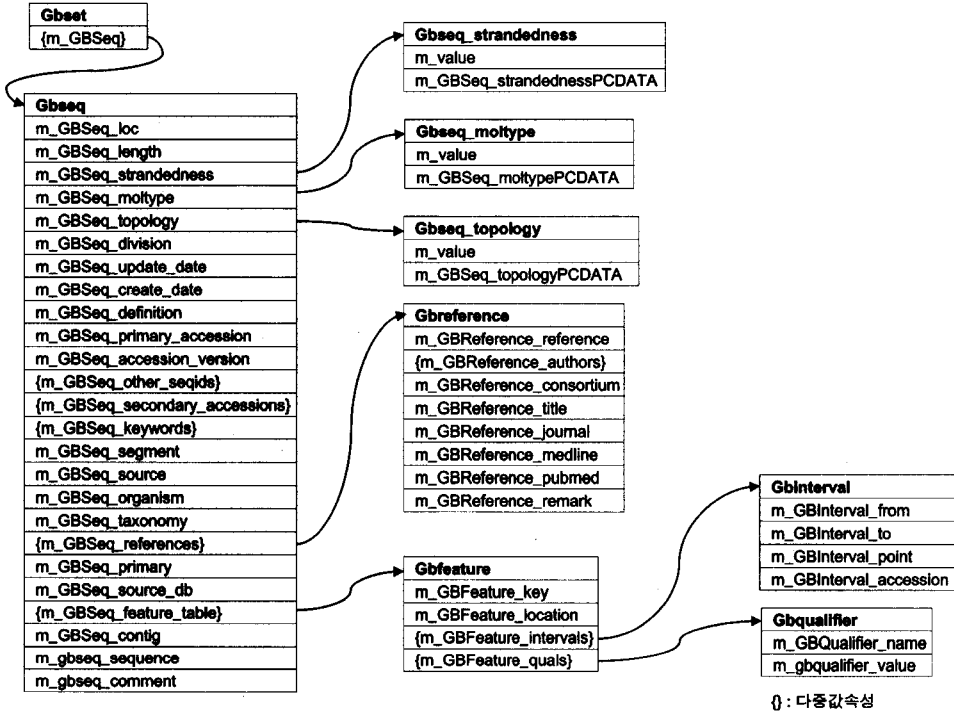 Gbset
{m_GBSeq}
Gbseq
m_GBSeq_loc
m_GBSeq_length
m_GBSeq_strandedness
m_GBSeq_moltype
m_GBSeq_topology
m_GBSeq_division
m_GBSeq_update_date
m_GBSeq_create_date
m_GBSeq_definition
m_GBSeq_primary_accession
m_GBSeq_accession_version
{m_GBSeq_other_seqids}
{m_GBSeq_secondary_accessions}
{m_GBSeq_keywords}
m_GBSeq_segment
m_GBSeq_source
m_GBSeq_organism
m_GBSeq_taxonomy
{m_GBSeq_references}
m_GBSeq_primary
m_GBSeq_source_db
{m_GBSeq_feature_table}
m_GBSeq_contig
m_gbseq_sequence
m_gbseq_comment
Gbseq_strandedness
m_value
m_GBSeq_strandednessPCDATA
Gbseq_moltype
m_value
m_GBSeq_moltypePCDATA
Gbseq_topology
m_value
m_GBSeq_topologyPCDATA
Gbreference
m_GBReference_reference
{m_GBReference_authors}
m_GBReference_consortium
m_GBReference_title
m_GBReference_journal
m_GBReference_medline
m_GBReference_pubmed
m_GBReference_remark
Gbfeature
m_GBFeature_key
m_GBFeature_location
{m_GBFeature_intervals}
{m_GBFeature_quals}
Gbinterval
m_GBInterval_from
m_GBInterval_to
m_GBInterval_point
m_GBInterval_accession
Gbqualifier
m_GBQualifier_name
m_gbqualifier_value
{} : 다중값속성